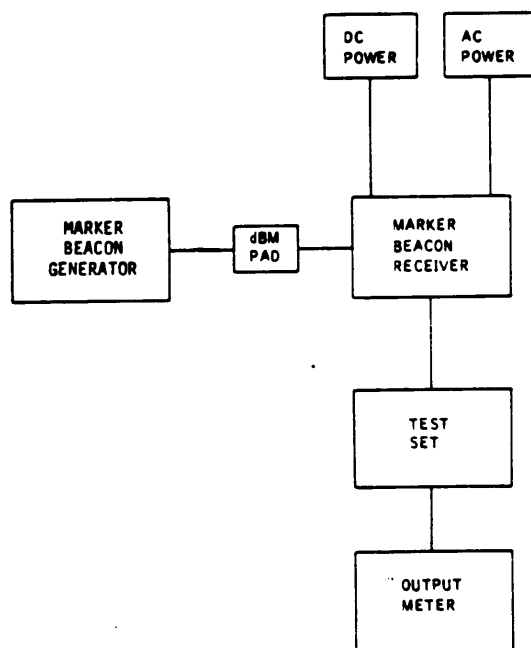 DC
POWER
AC
POWER
MARKER
BEACON
GENERATOR
dBM
PAD
MARKER
BEACON
RECEIVER
TEST
SET
OUTPUT
METER